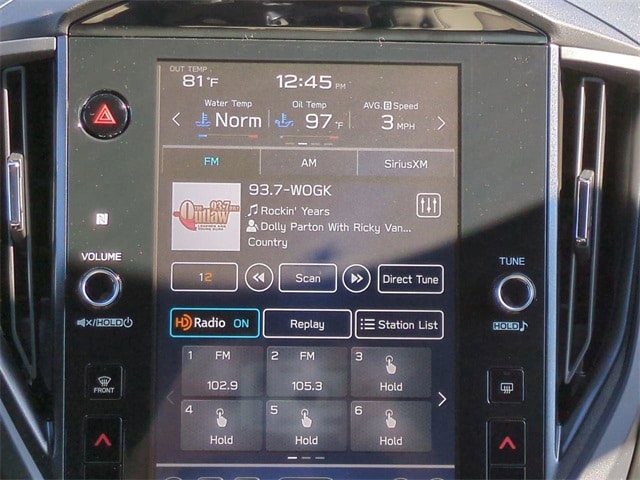 OUT TEMP
81°F 12:45 PM
Water Temp Oil Temp AVG. B Speed
Norm 97 °F 3 MPH
FM AM SiriusXM
93.7-WOGK
93.7
Outlaw
Rockin' Years
Dolly Parton With Ricky Van...
Country
12 Scan Direct Tune
HD Radio ON Replay Station List
1 FM 2 FM 3
102.9 105.3 Hold
4 5 6
Hold Hold Hold
VOLUME
HOLD
FRONT
TUNE
HOLD